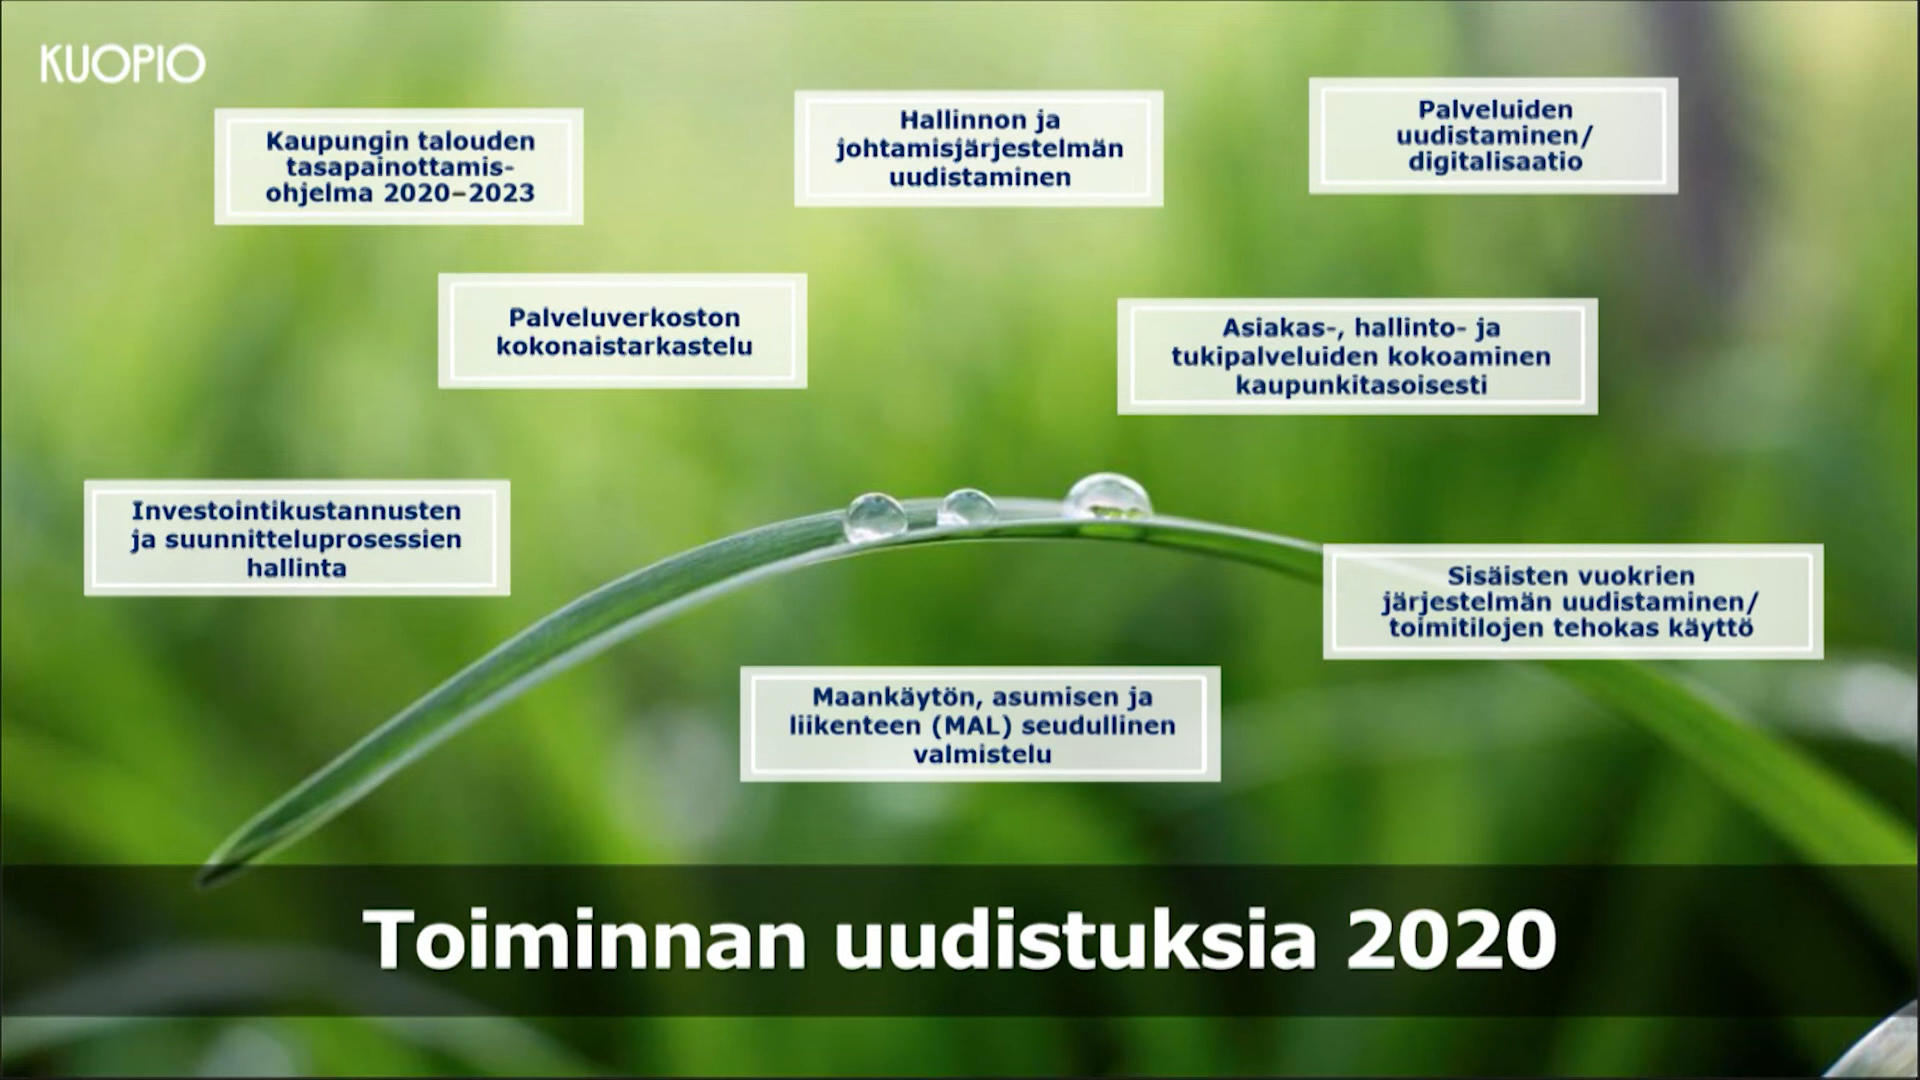 KUOPIO
Kaupungin talouden
tasapainottamis-
ohjelma 2020–2023
Hallinnon ja
johtamisjärjestelmän
uudistaminen
Palveluiden
uudistaminen/
digitalisaatio
Palveluverkoston
kokonaistarkastelu
Asiakas-, hallinto- ja
tukipalveluiden kokoaminen
kaupunkitasoisesti
Investointikustannusten
ja suunnitteluprosessien
hallinta
Sisäisten vuokrien
järjestelmän uudistaminen/
toimitilojen tehokas käyttö
Maankäytön, asumisen ja
liikenteen (MAL) seudullinen
valmistelu
Toiminnan uudistuksia 2020